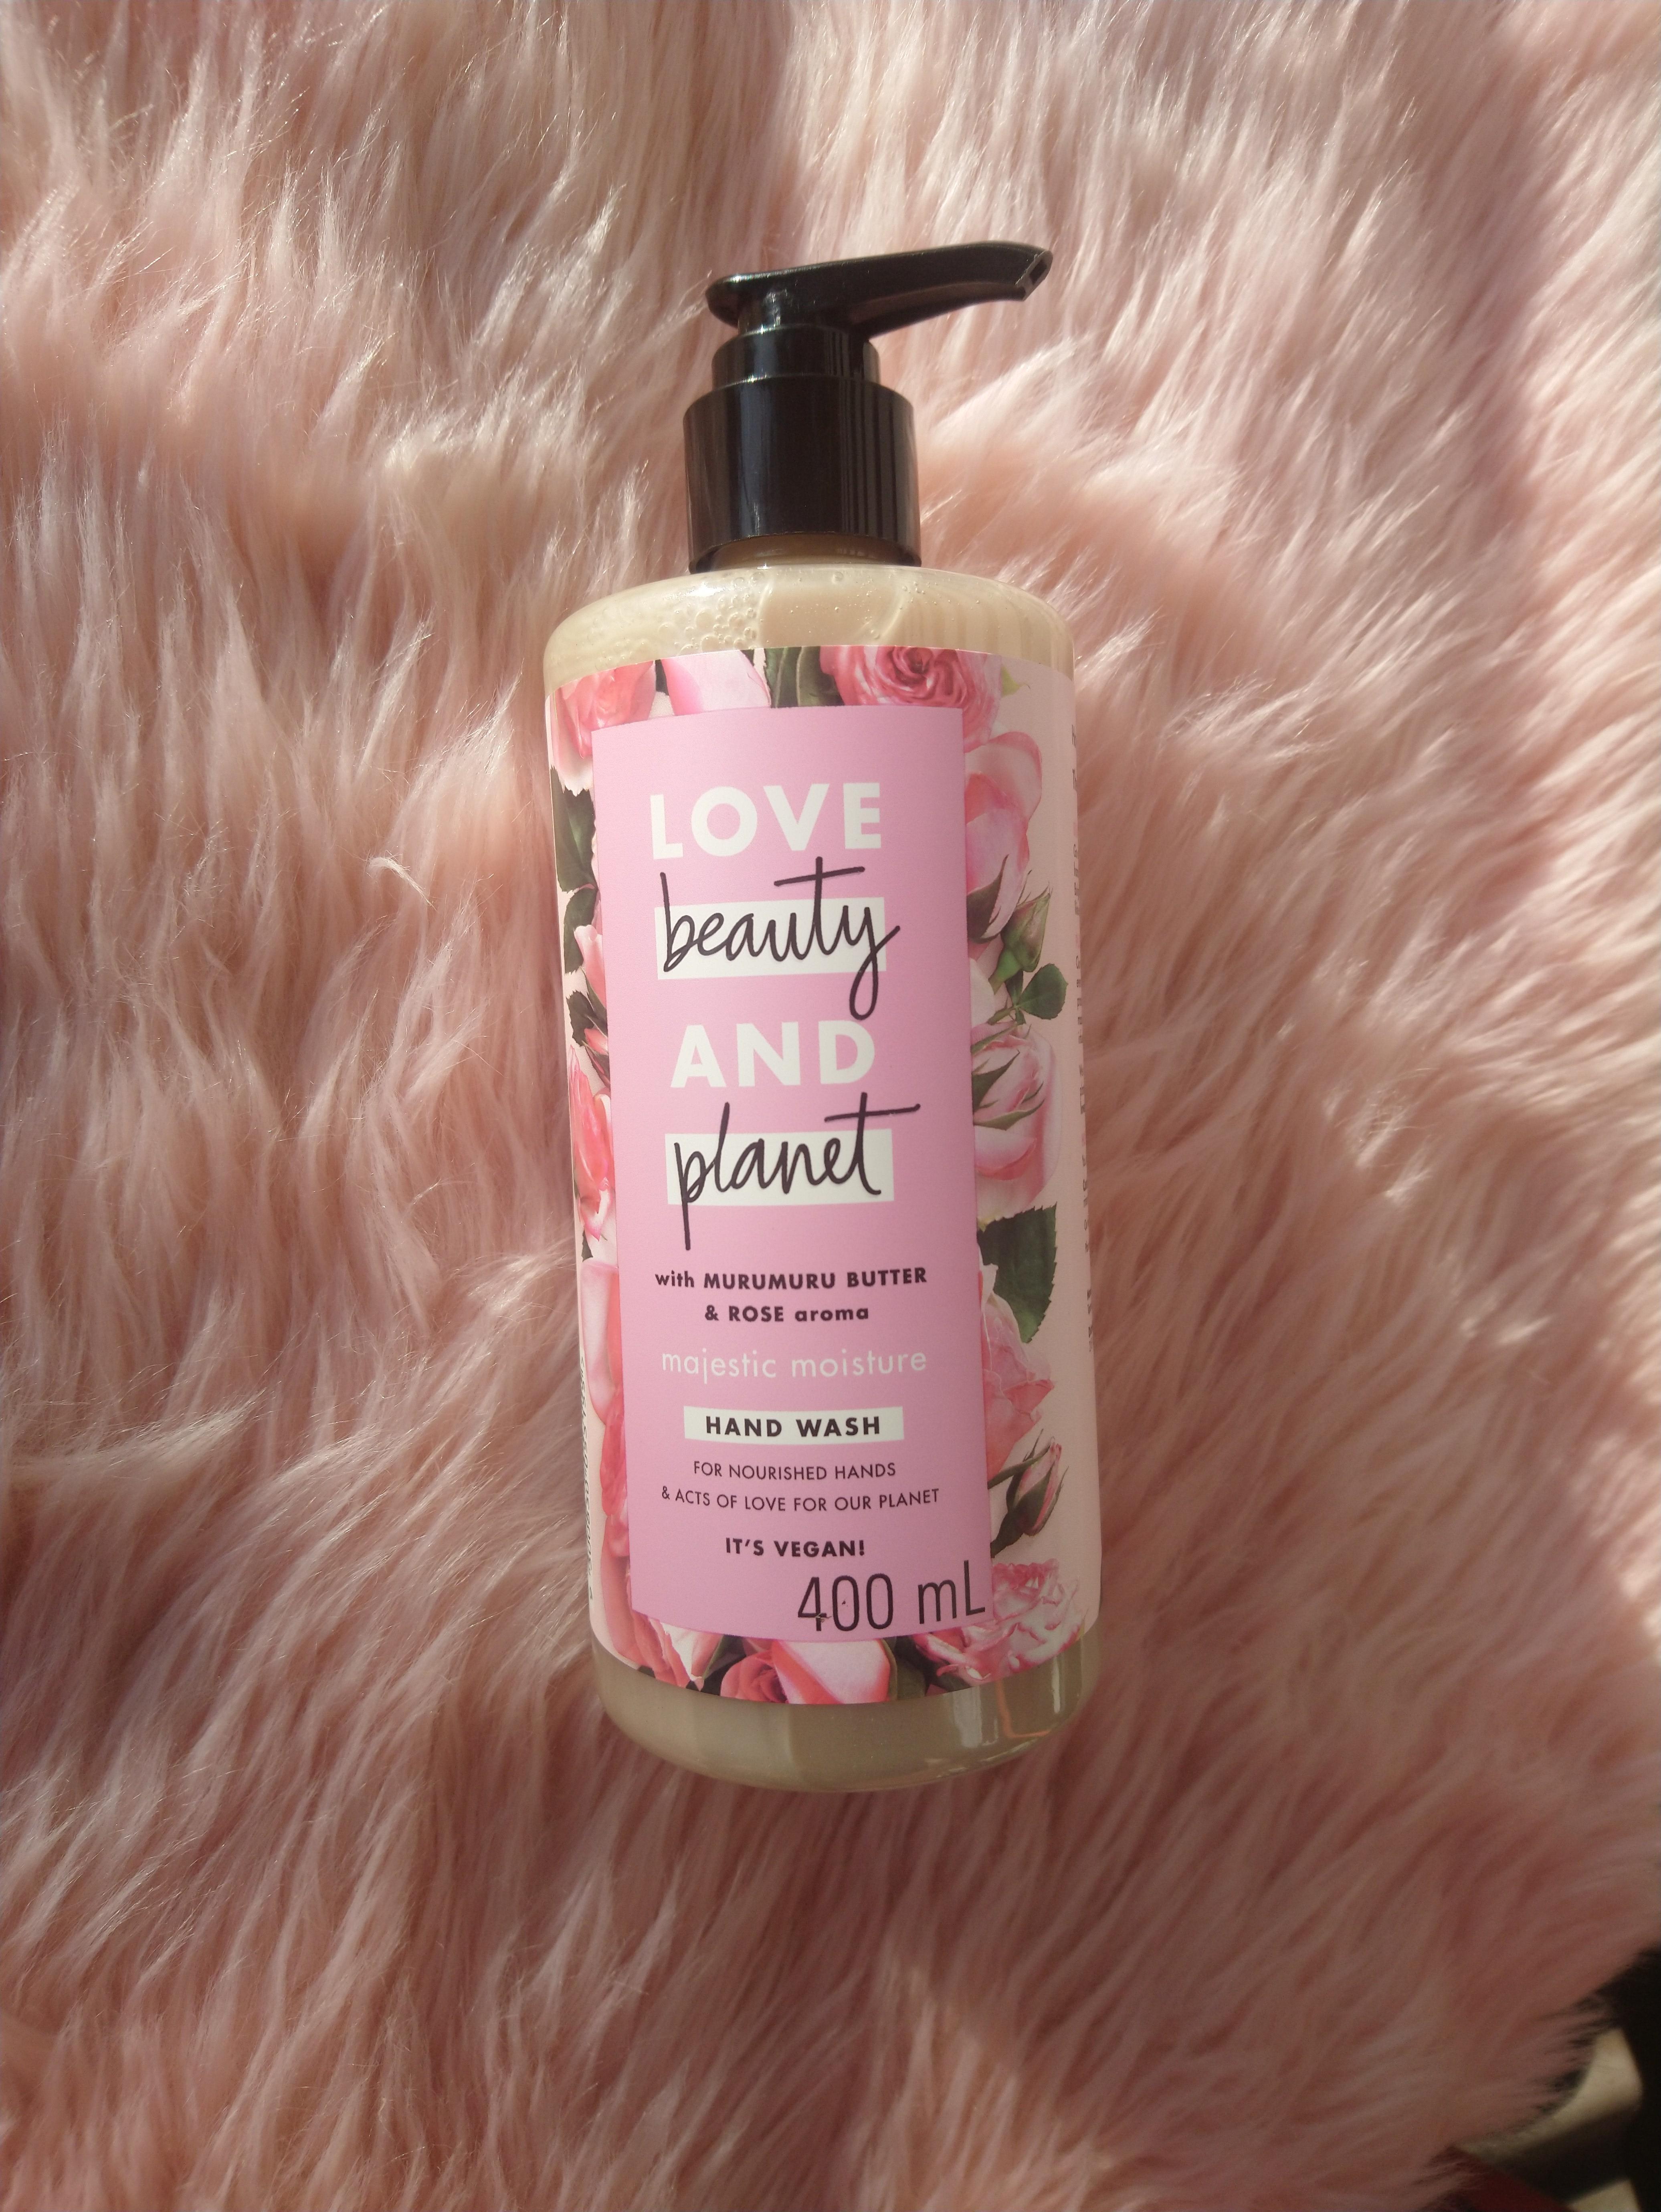 LOVE
beauty
AND
planet
with MURUMURU BUTTER
& ROSE aroma
majestic moisture
HAND WASH
FOR NOURISHED HANDS
& ACTS OF LOVE FOR OUR PLANET
IT'S VEGAN!
400 mL